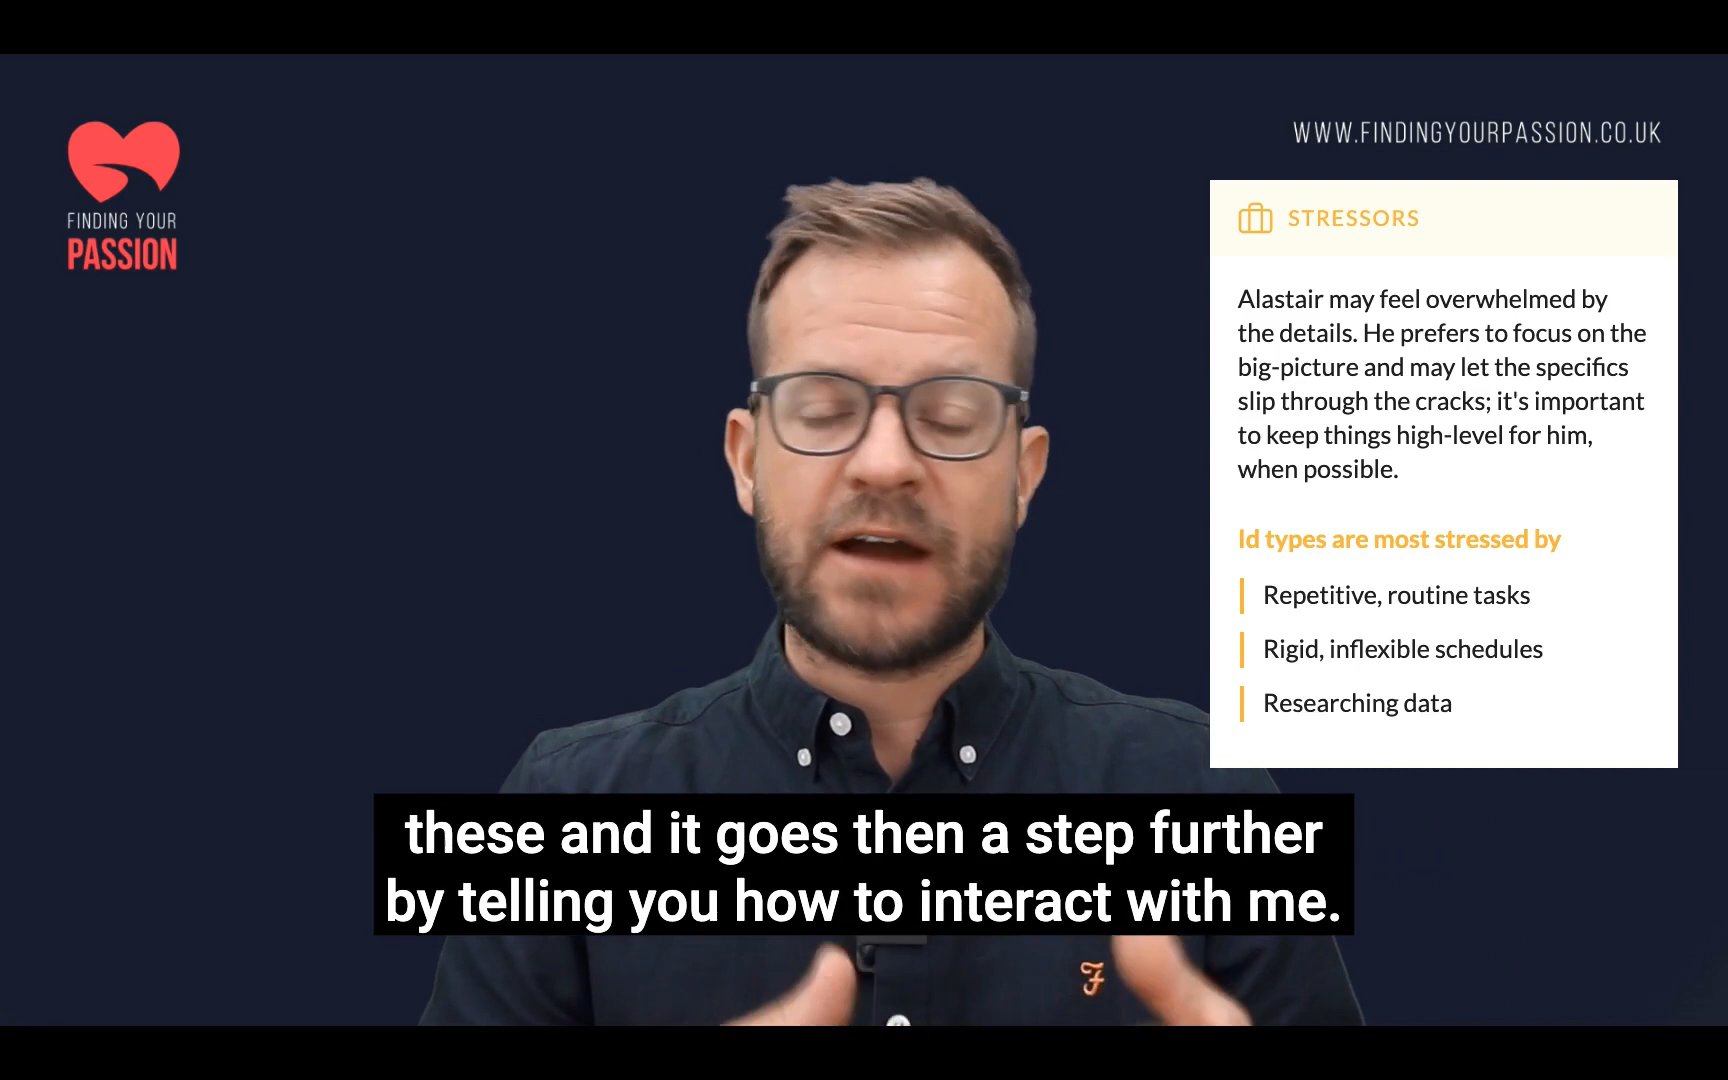 FINDING YOUR
PASSION
WWW.FINDINGYOURPASSION.CO.UK
STRESSORS
Alastair may feel overwhelmed by
the details. He prefers to focus on the
big-picture and may let the specifics
slip through the cracks; it's important
to keep things high-level for him,
when possible.
Id types are most stressed by
Repetitive, routine tasks
Rigid, inflexible schedules
Researching data
these and it goes then a step further
by telling you how to interact with me.
F